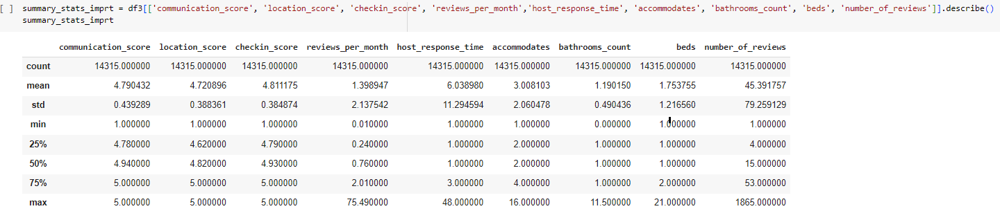 [ ] summary_stats_imprt = df3[['communication_score', 'location_score', 'checkin_score', 'reviews_per_month','host_response_time', 'accommodates', 'bathrooms_count', 'beds', 'number_of_reviews']].describe()
summary_stats_imprt
communication_score location_score checkin_score reviews_per_month host_response_time accommodates bathrooms_count beds number_of_reviews
count 14315.000000 14315.000000 14315.000000 14315.000000 14315.000000 14315.000000 14315.000000 14315.000000 14315.000000
mean 4.790432 4.720896 4.811175 1.398947 6.038980 3.008103 1.190150 1.753755 45.391757
std 0.439289 0.388361 0.384874 2.137542 11.294594 2.060478 0.490436 1.216560 79.259129
min 1.000000 1.000000 1.000000 0.010000 1.000000 1.000000 0.000000 1.000000 1.000000
25% 4.780000 4.620000 4.790000 0.240000 1.000000 2.000000 1.000000 1.000000 4.000000
50% 4.940000 4.820000 4.930000 0.760000 1.000000 2.000000 1.000000 1.000000 15.000000
75% 5.000000 5.000000 5.000000 2.010000 3.000000 4.000000 1.000000 2.000000 53.000000
max 5.000000 5.000000 5.000000 75.490000 48.000000 16.000000 11.500000 21.000000 1865.000000